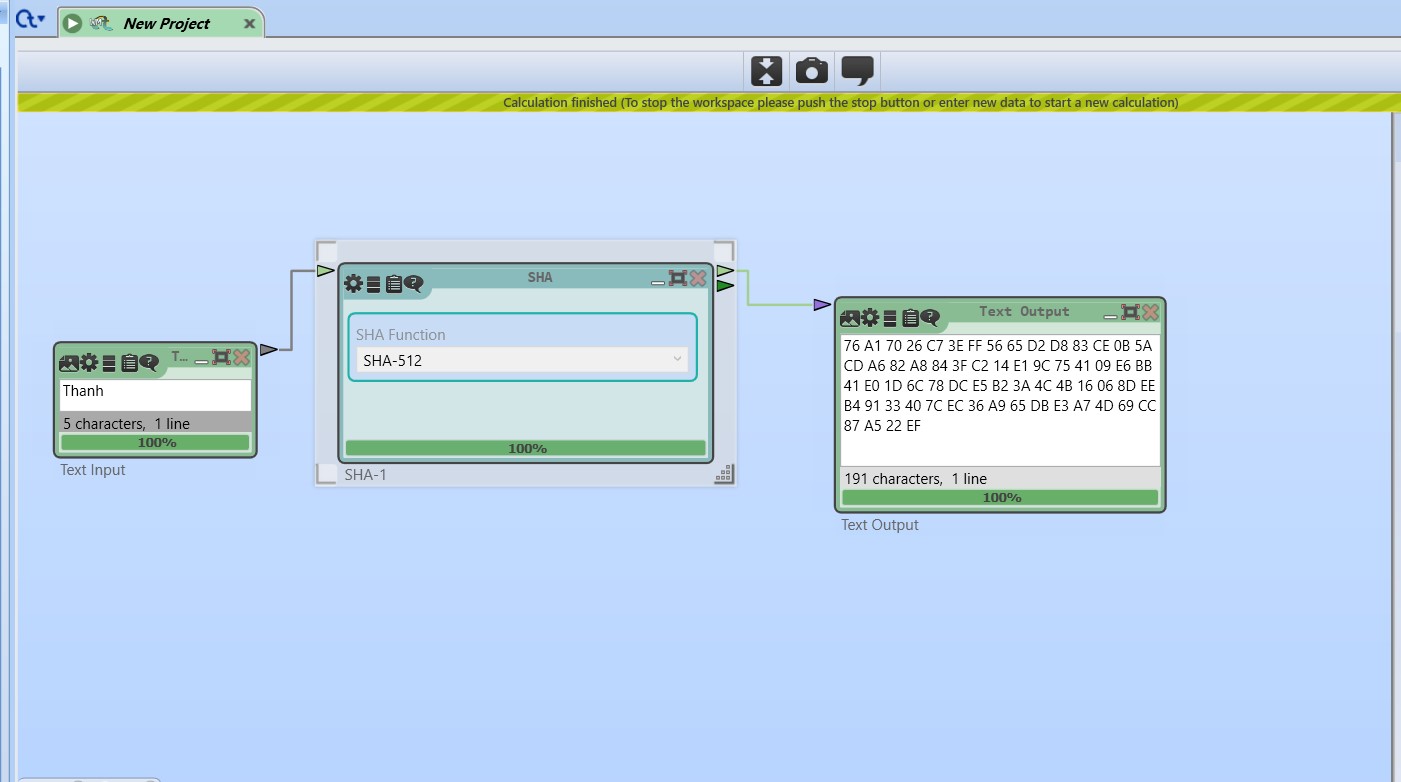 New Project
Calculation finished (To stop the workspace please push the stop button or enter new data to start a new calculation)
T...
Thanh
5 characters, 1 line
100%
Text Input
SHA
SHA Function
SHA-512
100%
SHA-1
Text Output
76 A1 70 26 C7 3E FF 56 65 D2 D8 83 CE 0B 5A
CD A6 82 A8 84 3F C2 14 E1 9C 75 41 09 E6 BB
41 E0 1D 6C 78 DC E5 B2 3A 4C 4B 16 06 8D EE
B4 91 33 40 7C EC 36 A9 65 DB E3 A7 4D 69 CC
87 A5 22 EF
191 characters, 1 line
100%
Text Output